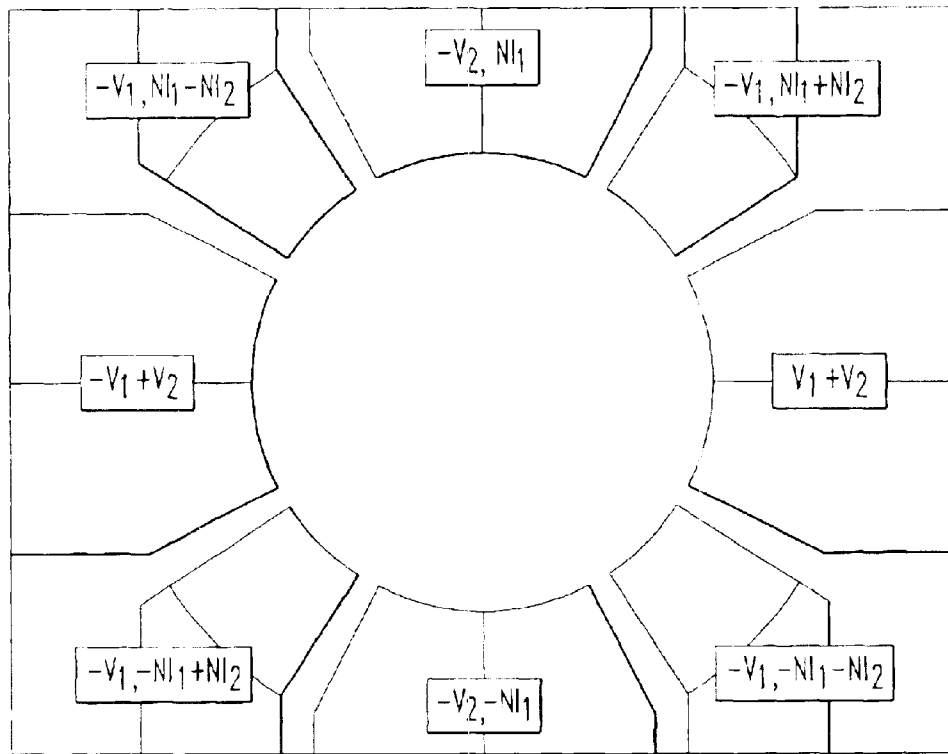 -V₂, NI₁
-V₁, NI₁-NI₂
-V₁, NI₁+NI₂
-V₁+V₂
V₁+V₂
-V₁,-NI₁+NI₂
-V₂,-NI₁
-V₁,-NI₁-NI₂